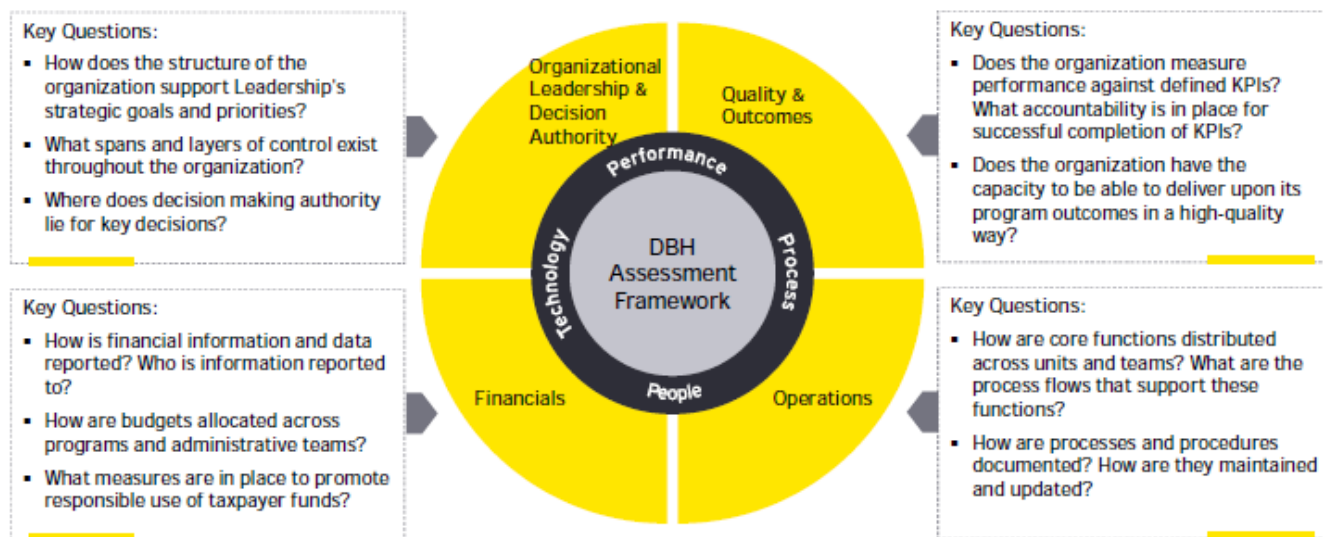 Key Questions:
▪ How does the structure of the
organization support Leadership's
strategic goals and priorities?
▪ What spans and layers of control exist
throughout the organization?
▪ Where does decision making authority
lie for key decisions?
Key Questions:
▪ How is financial information and data
reported? Who is information reported
to?
▪ How are budgets allocated across
programs and administrative teams?
▪ What measures are in place to promote
responsible use of taxpayer funds?
Organizational
Leadership &
Decision
Authority
Quality &
Outcomes
Performance
Technology
Process
People
DBH
Assessment
Framework
Financials
Operations
Key Questions:
▪ Does the organization measure
performance against defined KPIs?
What accountability is in place for
successful completion of KPIs?
▪ Does the organization have the
capacity to be able to deliver upon its
program outcomes in a high-quality
way?
Key Questions:
▪ How are core functions distributed
across units and teams? What are the
process flows that support these
functions?
▪ How are processes and procedures
documented? How are they maintained
and updated?